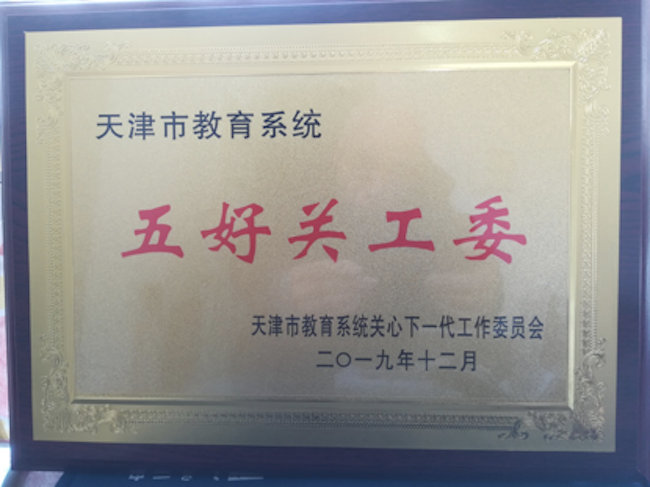 天津市教育系统
五好关工委
天津市教育系统关心下一代工作委员会
二〇一九年十二月